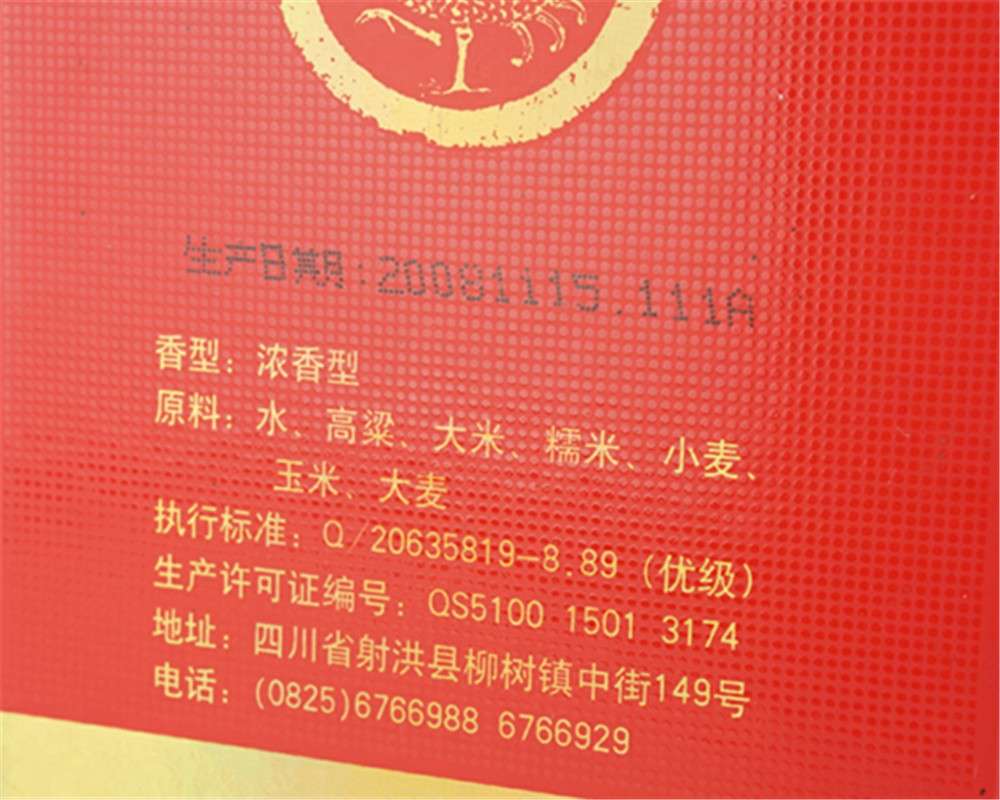 生产日期:20081115.111A
香型：浓香型
原料：水、高粱、大米、糯米、小麦、
玉米、大麦
执行标准：Q/20635819-8.89（优级）
生产许可证编号：QS5100 1501 3174
地址：四川省射洪县柳树镇中街149号
电话：(0825)6766988 6766929